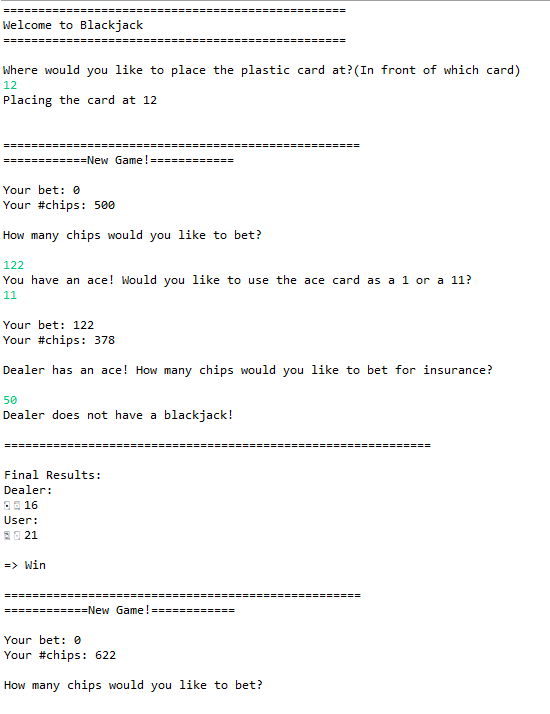 =================================================
Welcome to Blackjack
=================================================
Where would you like to place the plastic card at?(In front of which card)
12
Placing the card at 12
===================================================
============New Game!============
Your bet: 0
Your #chips: 500
How many chips would you like to bet?
122
You have an ace! Would you like to use the ace card as a 1 or a 11?
11
Your bet: 122
Your #chips: 378
Dealer has an ace! How many chips would you like to bet for insurance?
50
Dealer does not have a blackjack!
=============================================================
Final Results:
Dealer:
16
User:
21
=> Win
===================================================
============New Game!============
Your bet: 0
Your #chips: 622
How many chips would you like to bet?